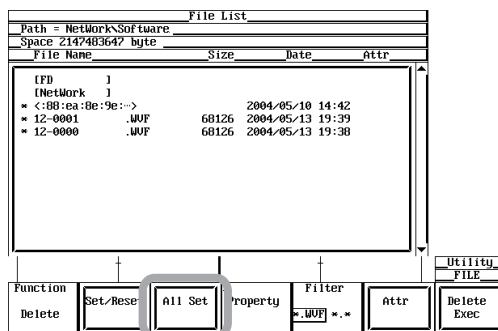 File List
Path = NetWork\Software
Space 2147483647 byte
File Name Size Date Attr
[FD ]
[NetWork ]
* <:88:ea:8e:9e:…> 2004/05/10 14:42
* 12-0001 .WVF 68126 2004/05/13 19:39
* 12-0000 .WVF 68126 2004/05/13 19:38
Utility
FILE
Function
Delete
Set/Reset
All Set
Property
Filter
*.WVF *.*
Attr
Delete
Exec